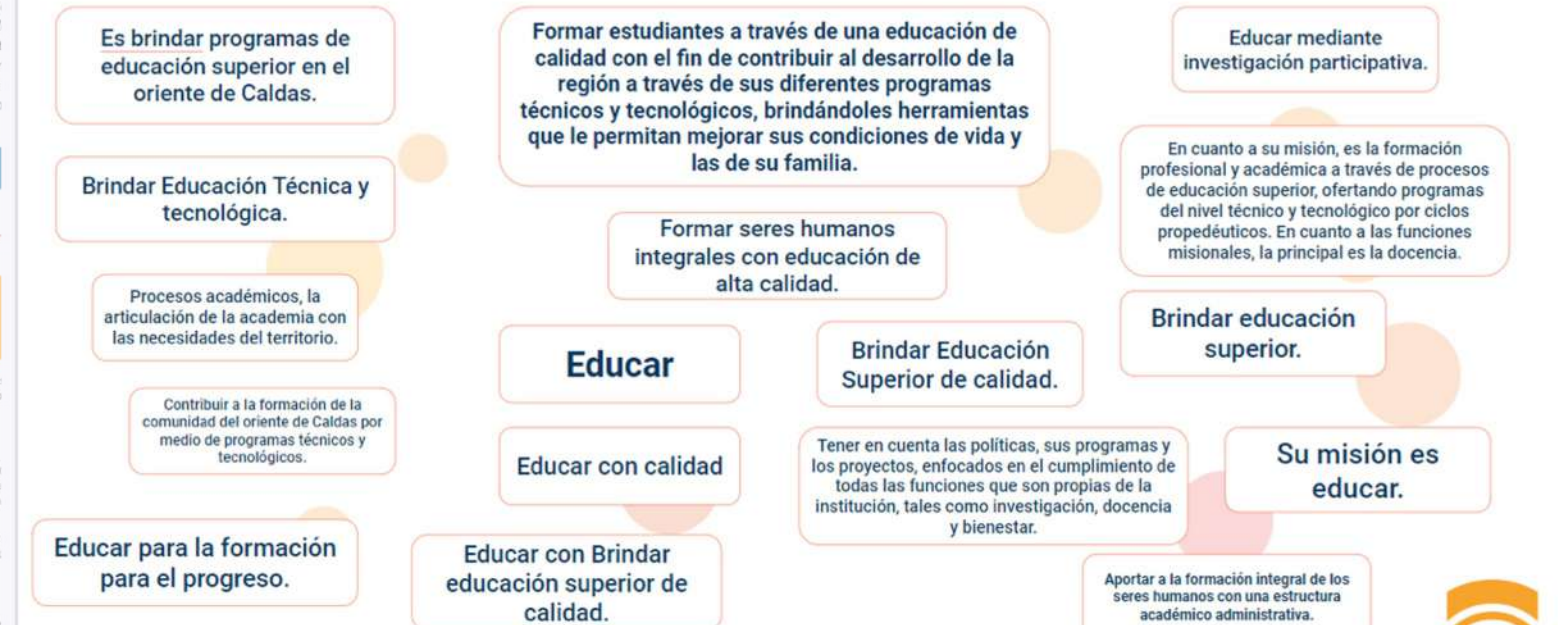 Es brindar programas de
educación superior en el
oriente de Caldas.
Brindar Educación Técnica y
tecnológica.
Procesos académicos, la
articulación de la academia con
las necesidades del territorio.
Contribuir a la formación de la
comunidad del oriente de Caldas por
medio de programas técnicos y
tecnológicos.
Educar para la formación
para el progreso.
Formar estudiantes a través de una educación de
calidad con el fin de contribuir al desarrollo de la
región a través de sus diferentes programas
técnicos y tecnológicos, brindándoles herramientas
que le permitan mejorar sus condiciones de vida y
las de su familia.
Formar seres humanos
integrales con educación de
alta calidad.
Educar
Educar con calidad
Educar con Brindar
educación superior de
calidad.
Brindar Educación
Superior de calidad.
Tener en cuenta las políticas, sus programas y
los proyectos, enfocados en el cumplimiento de
todas las funciones que son propias de la
institución, tales como investigación, docencia
y bienestar.
Educar mediante
investigación participativa.
En cuanto a su misión, es la formación
profesional y académica a través de procesos
de educación superior, ofertando programas
del nivel técnico y tecnológico por ciclos
propedéuticos. En cuanto a las funciones
misionales, la principal es la docencia.
Brindar educación
superior.
Su misión es
educar.
Aportar a la formación integral de los
seres humanos con una estructura
académico administrativa.